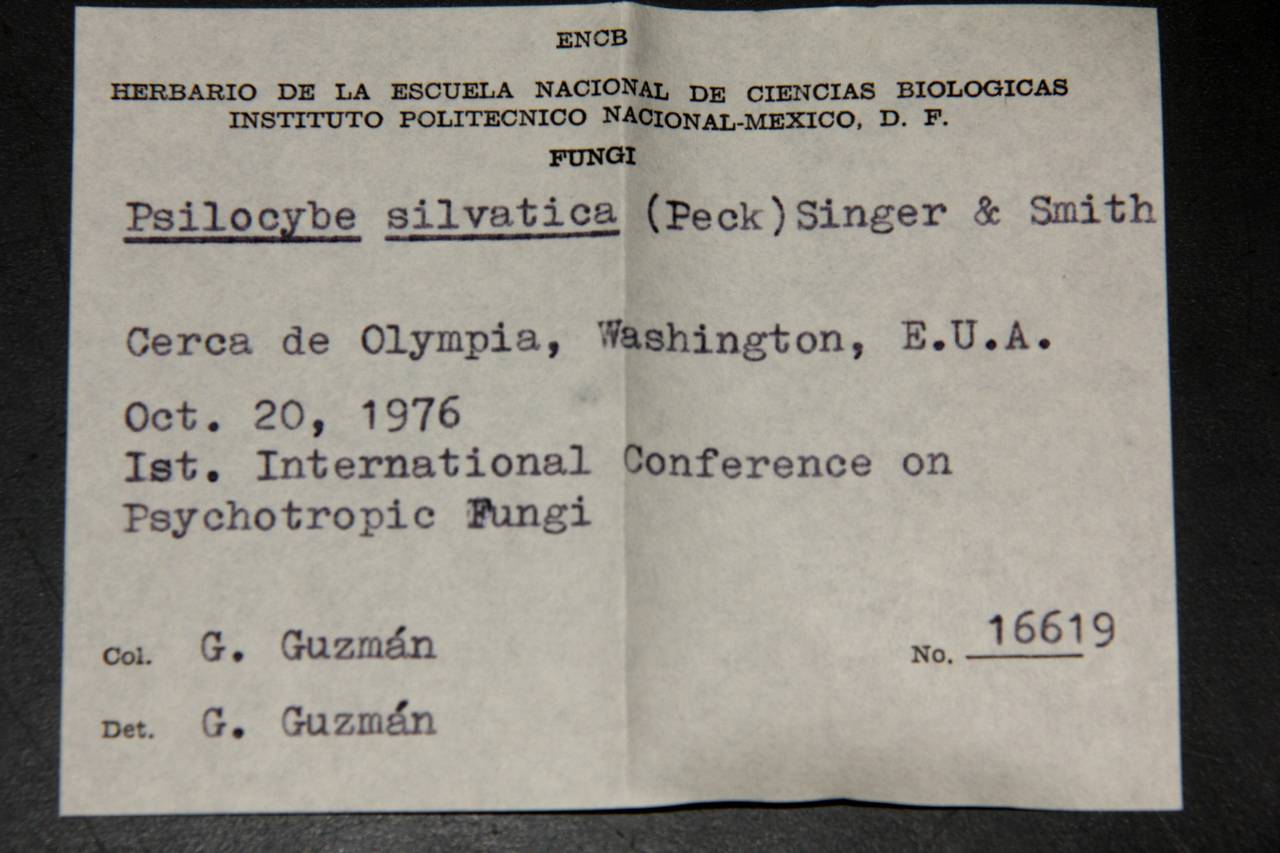 ENCB
HERBARIO DE LA ESCUELA NACIONAL DE CIENCIAS BIOLOGICAS
INSTITUTO POLITECNICO NACIONAL-MEXICO, D. F.
FUNGI
Psilocybe silvatica (Peck)Singer & Smith
Cerca de Olympia, Washington, E.U.A.
Oct. 20, 1976
Ist. International Conference on
Psychotropic Fungi
Col. G. Guzmán No. 16619
Det. G. Guzmán